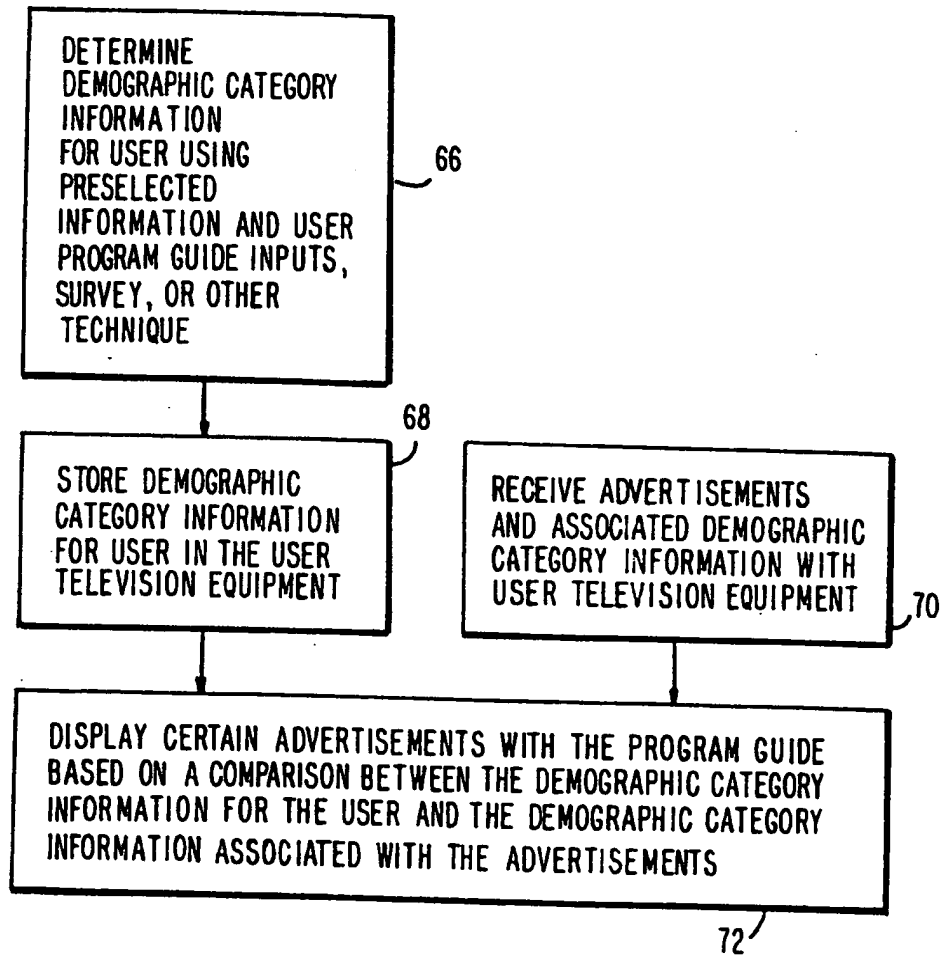 DETERMINE
DEMOGRAPHIC CATEGORY
INFORMATION
FOR USER USING
PRESELECTED
INFORMATION AND USER
PROGRAM GUIDE INPUTS,
SURVEY, OR OTHER
TECHNIQUE
66
68
STORE DEMOGRAPHIC
CATEGORY INFORMATION
FOR USER IN THE USER
TELEVISION EQUIPMENT
RECEIVE ADVERTISEMENTS
AND ASSOCIATED DEMOGRAPHIC
CATEGORY INFORMATION WITH
USER TELEVISION EQUIPMENT
70
DISPLAY CERTAIN ADVERTISEMENTS WITH THE PROGRAM GUIDE
BASED ON A COMPARISON BETWEEN THE DEMOGRAPHIC CATEGORY
INFORMATION FOR THE USER AND THE DEMOGRAPHIC CATEGORY
INFORMATION ASSOCIATED WITH THE ADVERTISEMENTS
72